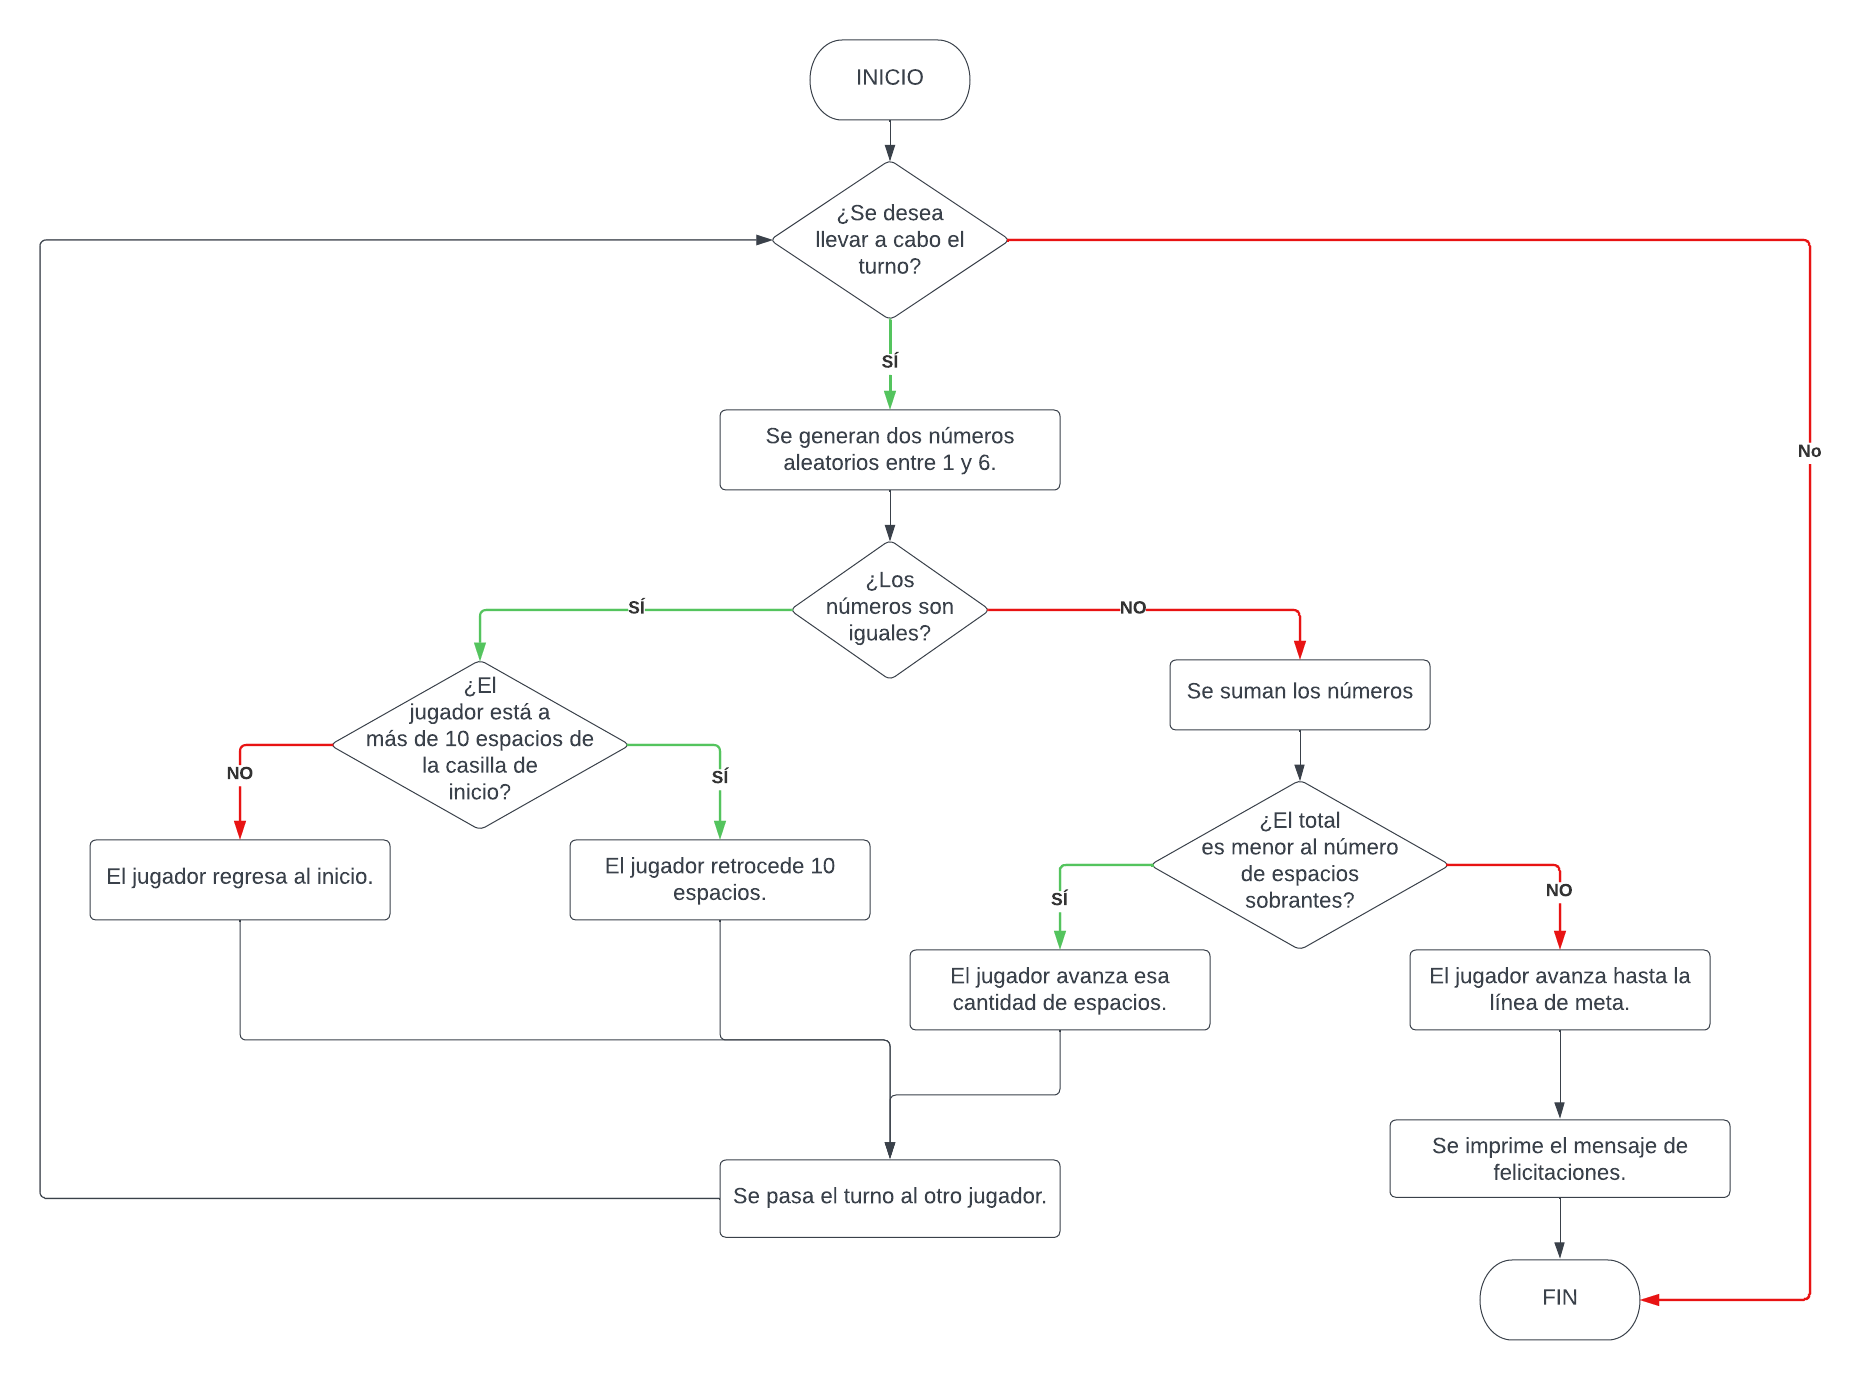 INICIO
¿Se desea
llevar a cabo el
turno?
SÍ
No
Se generan dos números
aleatorios entre 1 y 6.
¿Los
números son
iguales?
SÍ
NO
¿El
jugador está a
más de 10 espacios de
la casilla de
inicio?
NO
SÍ
Se suman los números
El jugador regresa al inicio.
El jugador retrocede 10
espacios.
¿El total
es menor al número
de espacios
sobrantes?
SÍ
NO
El jugador avanza esa
cantidad de espacios.
El jugador avanza hasta la
línea de meta.
Se pasa el turno al otro jugador.
Se imprime el mensaje de
felicitaciones.
FIN